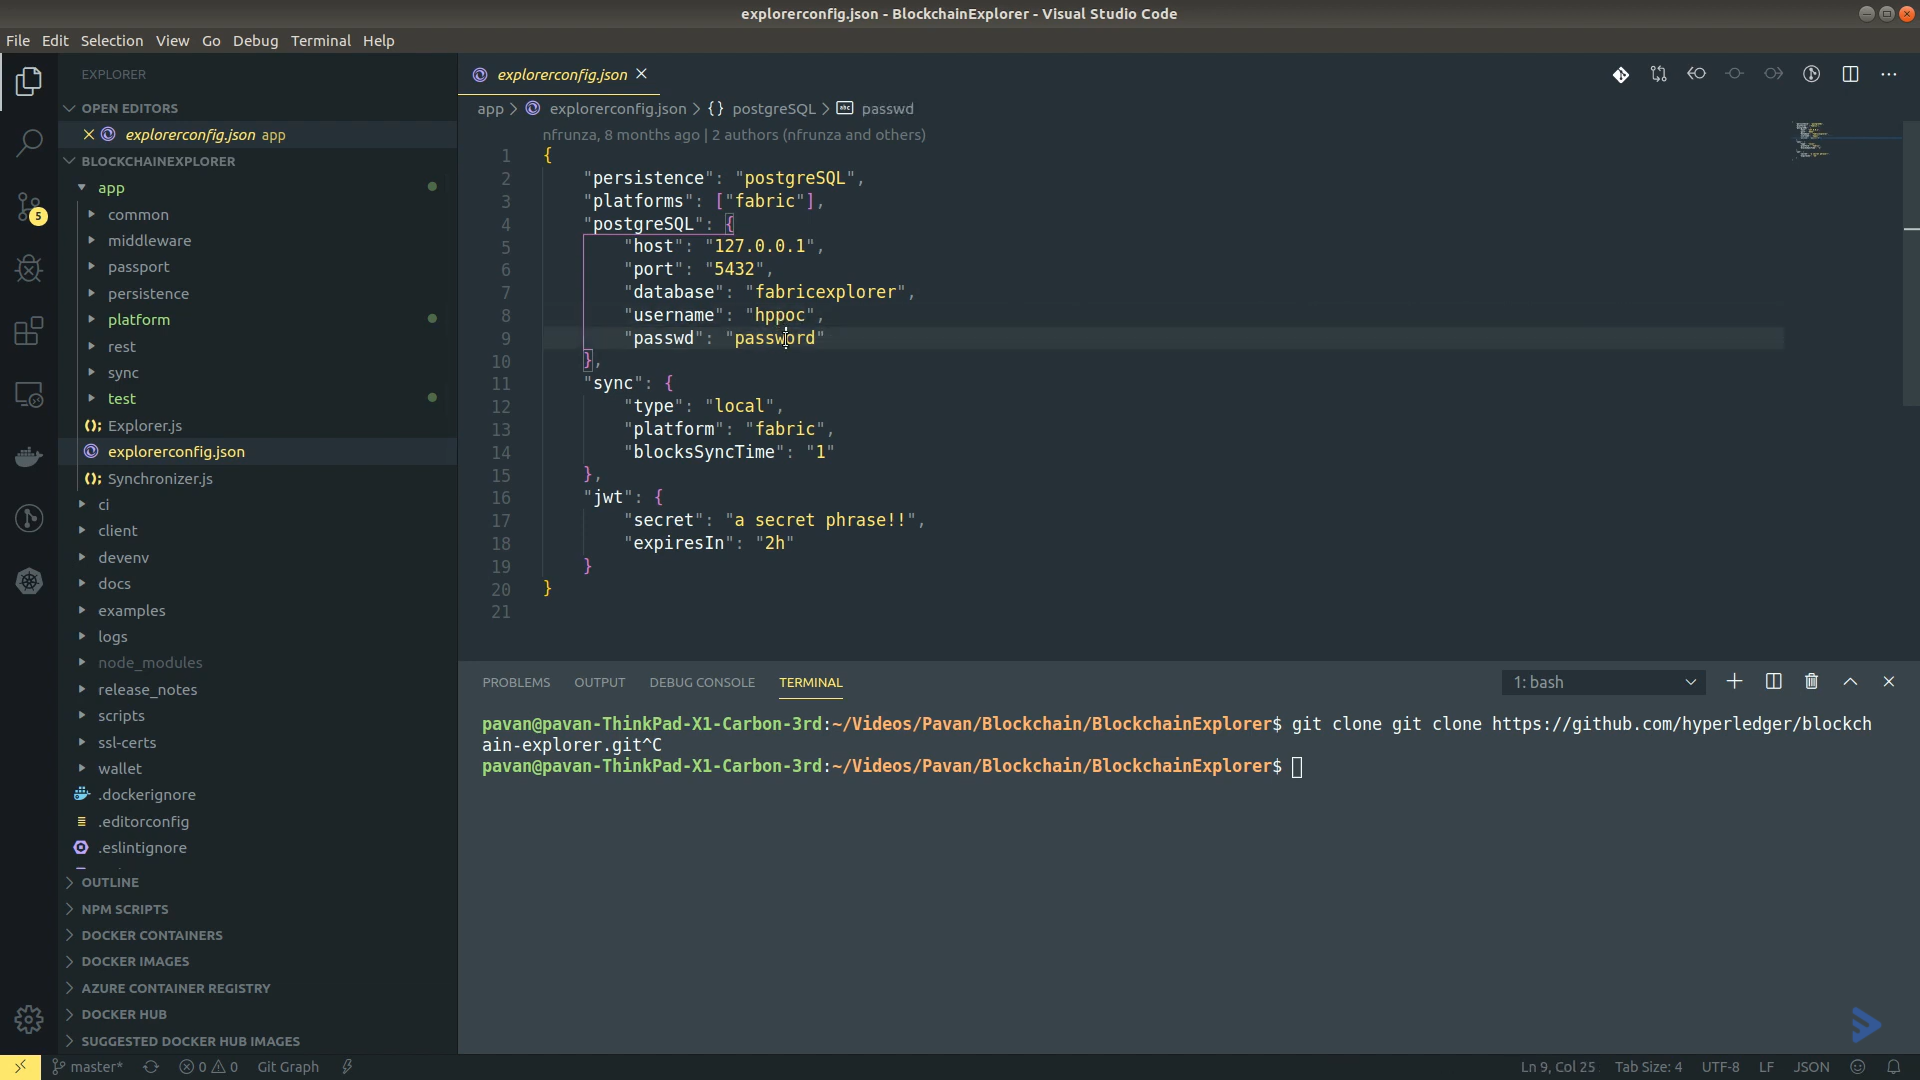 explorerconfig.json - BlockchainExplorer - Visual Studio Code
File Edit Selection View Go Debug Terminal Help
EXPLORER
OPEN EDITORS
explorerconfig.json app
BLOCKCHAINEXPLORER
app
common
middleware
passport
persistence
platform
rest
sync
test
Explorer.js
explorerconfig.json
Synchronizer.js
ci
client
devenv
docs
examples
logs
node_modules
release_notes
scripts
ssl-certs
wallet
.dockerignore
.editorconfig
.eslintignore
OUTLINE
NPM SCRIPTS
DOCKER CONTAINERS
DOCKER IMAGES
AZURE CONTAINER REGISTRY
DOCKER HUB
SUGGESTED DOCKER HUB IMAGES
5
explorerconfig.json
app > explorerconfig.json > {} postgreSQL > abc passwd
nfrunza, 8 months ago | 2 authors (nfrunza and others)
1 {
2 "persistence": "postgreSQL",
3 "platforms": ["fabric"],
4 "postgreSQL": {
5 "host": "127.0.0.1",
6 "port": "5432",
7 "database": "fabricexplorer",
8 "username": "hppoc",
9 "passwd": "password"
10 },
11 "sync": {
12 "type": "local",
13 "platform": "fabric",
14 "blocksSyncTime": "1"
15 },
16 "jwt": {
17 "secret": "a secret phrase!!",
18 "expiresIn": "2h"
19 }
20 }
21
PROBLEMS OUTPUT DEBUG CONSOLE TERMINAL 1: bash
pavan@pavan-ThinkPad-X1-Carbon-3rd:~/Videos/Pavan/Blockchain/BlockchainExplorer$ git clone git clone https://github.com/hyperledger/blockch
ain-explorer.git^C
pavan@pavan-ThinkPad-X1-Carbon-3rd:~/Videos/Pavan/Blockchain/BlockchainExplorer$
master* 0 0 Git Graph Ln 9, Col 25 Tab Size: 4 UTF-8 LF JSON